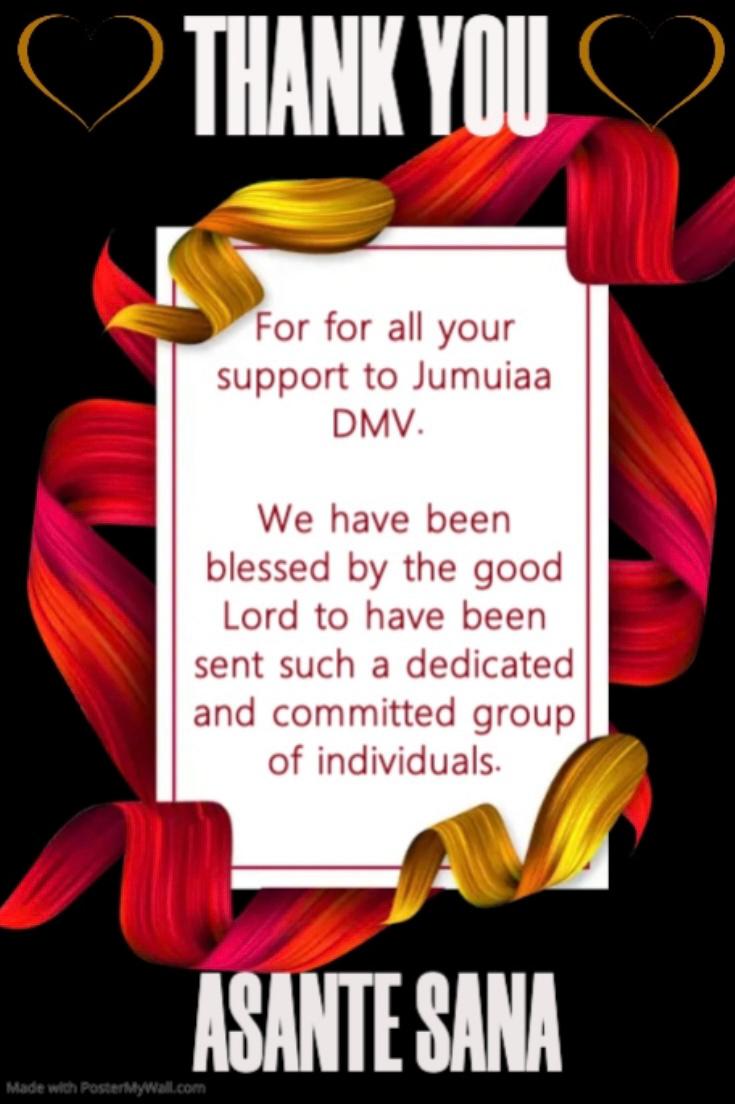 THANK YOU
For for all your
support to Jumuiaa
DMV.
We have been
blessed by the good
Lord to have been
sent such a dedicated
and committed group
of individuals.
ASANTE SANA
Made with PosterMyWall.com